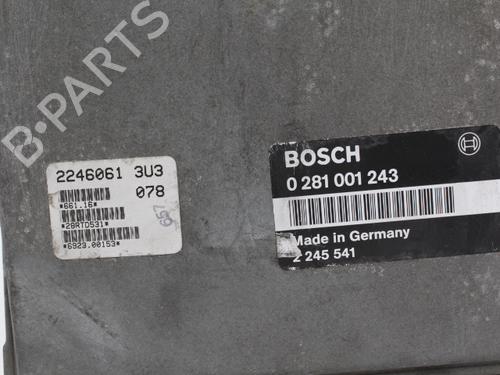 B-PARTS
2246061 3U3
078
*661.16*
*28RTD531*
*6923.00153*
657
BOSCH
0 281 001 243
Made in Germany
2 245 541